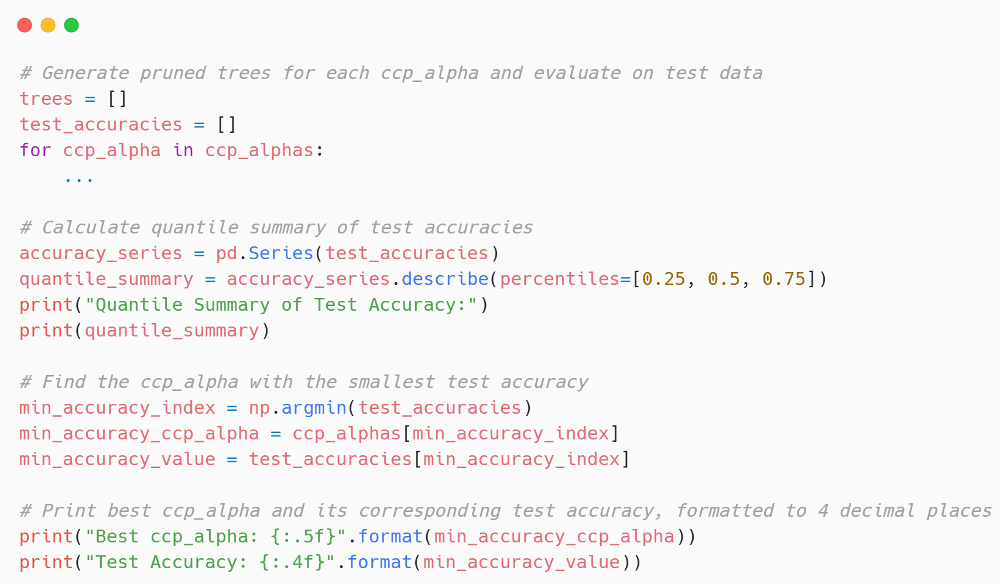 # Generate pruned trees for each ccp_alpha and evaluate on test data
trees = []
test_accuracies = []
for ccp_alpha in ccp_alphas:
    ...
# Calculate quantile summary of test accuracies
accuracy_series = pd.Series(test_accuracies)
quantile_summary = accuracy_series.describe(percentiles=[0.25, 0.5, 0.75])
print("Quantile Summary of Test Accuracy:")
print(quantile_summary)
# Find the ccp_alpha with the smallest test accuracy
min_accuracy_index = np.argmin(test_accuracies)
min_accuracy_ccp_alpha = ccp_alphas[min_accuracy_index]
min_accuracy_value = test_accuracies[min_accuracy_index]
# Print best ccp_alpha and its corresponding test accuracy, formatted to 4 decimal places
print("Best ccp_alpha: {:.5f}".format(min_accuracy_ccp_alpha))
print("Test Accuracy: {:.4f}".format(min_accuracy_value))